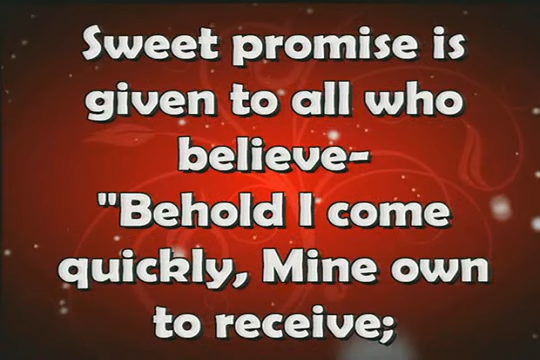 Sweet promise is
given to all who
believe-
"Behold I come
quickly, Mine own
to receive;